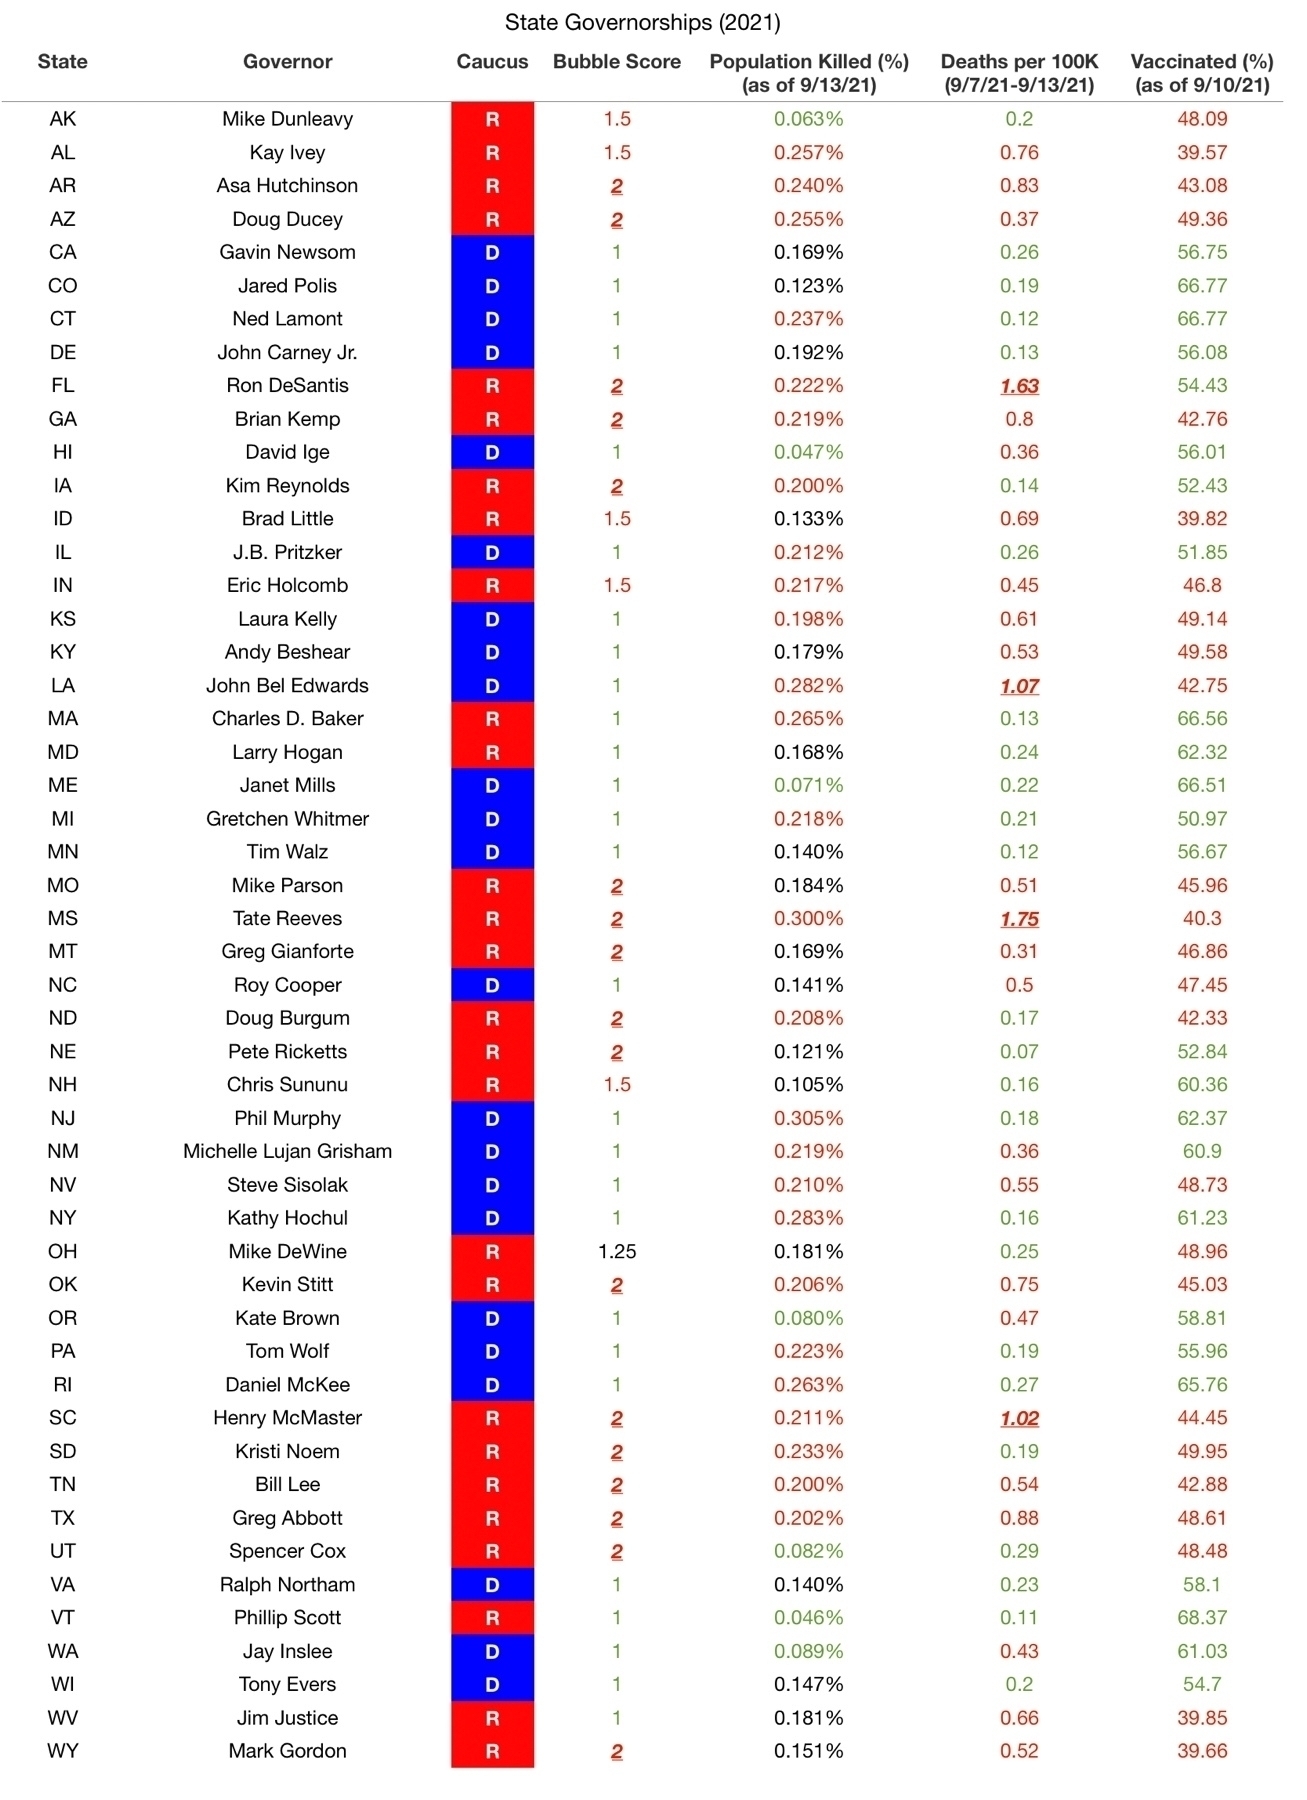 State Governorships (2021)
State Governor Caucus Bubble Score Population Killed (%) (as of 9/13/21) Deaths per 100K (9/7/21-9/13/21) Vaccinated (%) (as of 9/10/21)
AK Mike Dunleavy R 1.5 0.063% 0.2 48.09
AL Kay Ivey R 1.5 0.257% 0.76 39.57
AR Asa Hutchinson R 2 0.240% 0.83 43.08
AZ Doug Ducey R 2 0.255% 0.37 49.36
CA Gavin Newsom D 1 0.169% 0.26 56.75
CO Jared Polis D 1 0.123% 0.19 66.77
CT Ned Lamont D 1 0.237% 0.12 66.77
DE John Carney Jr. D 1 0.192% 0.13 56.08
FL Ron DeSantis R 2 0.222% 1.63 54.43
GA Brian Kemp R 2 0.219% 0.8 42.76
HI David Ige D 1 0.047% 0.36 56.01
IA Kim Reynolds R 2 0.200% 0.14 52.43
ID Brad Little R 1.5 0.133% 0.69 39.82
IL J.B. Pritzker D 1 0.212% 0.26 51.85
IN Eric Holcomb R 1.5 0.217% 0.45 46.8
KS Laura Kelly D 1 0.198% 0.61 49.14
KY Andy Beshear D 1 0.179% 0.53 49.58
LA John Bel Edwards D 1 0.282% 1.07 42.75
MA Charles D. Baker R 1 0.265% 0.13 66.56
MD Larry Hogan R 1 0.168% 0.24 62.32
ME Janet Mills D 1 0.071% 0.22 66.51
MI Gretchen Whitmer D 1 0.218% 0.21 50.97
MN Tim Walz D 1 0.140% 0.12 56.67
MO Mike Parson R 2 0.184% 0.51 45.96
MS Tate Reeves R 2 0.300% 1.75 40.3
MT Greg Gianforte R 2 0.169% 0.31 46.86
NC Roy Cooper D 1 0.141% 0.5 47.45
ND Doug Burgum R 2 0.208% 0.17 42.33
NE Pete Ricketts R 2 0.121% 0.07 52.84
NH Chris Sununu R 1.5 0.105% 0.16 60.36
NJ Phil Murphy D 1 0.305% 0.18 62.37
NM Michelle Lujan Grisham D 1 0.219% 0.36 60.9
NV Steve Sisolak D 1 0.210% 0.55 48.73
NY Kathy Hochul D 1 0.283% 0.16 61.23
OH Mike DeWine R 1.25 0.181% 0.25 48.96
OK Kevin Stitt R 2 0.206% 0.75 45.03
OR Kate Brown D 1 0.080% 0.47 58.81
PA Tom Wolf D 1 0.223% 0.19 55.96
RI Daniel McKee D 1 0.263% 0.27 65.76
SC Henry McMaster R 2 0.211% 1.02 44.45
SD Kristi Noem R 2 0.233% 0.19 49.95
TN Bill Lee R 2 0.200% 0.54 42.88
TX Greg Abbott R 2 0.202% 0.88 48.61
UT Spencer Cox R 2 0.082% 0.29 48.48
VA Ralph Northam D 1 0.140% 0.23 58.1
VT Phillip Scott R 1 0.046% 0.11 68.37
WA Jay Inslee D 1 0.089% 0.43 61.03
WI Tony Evers D 1 0.147% 0.2 54.7
WV Jim Justice R 1 0.181% 0.66 39.85
WY Mark Gordon R 2 0.151% 0.52 39.66